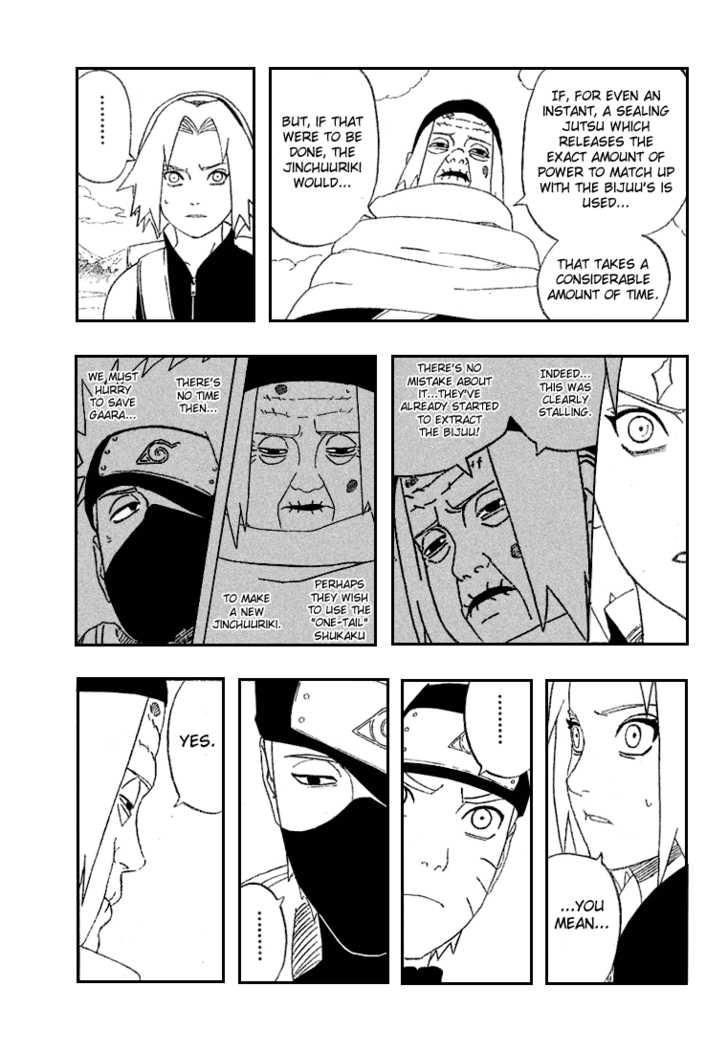 IF, FOR EVEN AN
INSTANT, A SEALING
JUTSU WHICH
RELEASES THE
EXACT AMOUNT OF
POWER TO MATCH UP
WITH THE BIJUU'S IS
USED...
THAT TAKES A
CONSIDERABLE
AMOUNT OF TIME.
BUT, IF THAT
WERE TO BE
DONE, THE
JINCHUURIKI
WOULD...
.........
INDEED...
THIS WAS
CLEARLY
STALLING.
THERE'S NO
MISTAKE ABOUT
IT...THEY'VE
ALREADY STARTED
TO EXTRACT
THE BIJUU!
PERHAPS
THEY WISH
TO USE THE
"ONE-TAIL"
SHUKAKU
TO MAKE
A NEW
JINCHUURIKI.
THERE'S
NO TIME
THEN...
WE MUST
HURRY
TO SAVE
GAARA...
...YOU
MEAN...
.........
.........
YES.